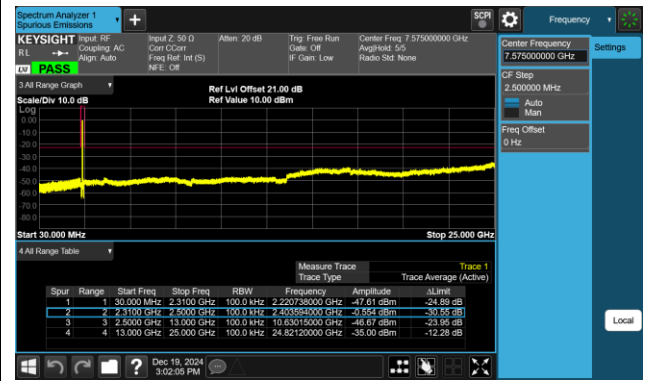 Spectrum Analyzer 1
Spurious Emissions
SCPI
Frequency
KEYSIGHT
RL
PASS
Input: RF
Coupling: AC
Align: Auto
Input Z: 50 Ω
Corr CCorr
Freq Ref: Int (S)
NFE: Off
Atten: 20 dB
Trig: Free Run
Gate: Off
IF Gain: Low
Center Freq: 7.575000000 GHz
Avg|Hold: 5/5
Radio Std: None
Center Frequency
7.575000000 GHz
Settings
CF Step
2.500000 MHz
Auto
Man
Freq Offset
0 Hz
3 All Range Graph
Scale/Div 10.0 dB
Ref Lvl Offset 21.00 dB
Ref Value 10.00 dBm
Log
0.00
-10.0
-20.0
-30.0
-40.0
-50.0
-60.0
-70.0
-80.0
Start 30.000 MHz
Stop 25.000 GHz
4 All Range Table
Measure Trace Trace 1
Trace Type Trace Average (Active)
Spur Range Start Freq Stop Freq RBW Frequency Amplitude ΔLimit
1 1 30.000 MHz 2.3100 GHz 100.0 kHz 2.220738000 GHz -47.61 dBm -24.89 dB
2 2 2.3100 GHz 2.5000 GHz 100.0 kHz 2.403594000 GHz -0.554 dBm -30.55 dB
3 3 2.5000 GHz 13.000 GHz 100.0 kHz 10.63015000 GHz -46.67 dBm -23.95 dB
4 4 13.000 GHz 25.000 GHz 100.0 kHz 24.82120000 GHz -35.00 dBm -12.28 dB
Local
Dec 19, 2024
3:02:05 PM